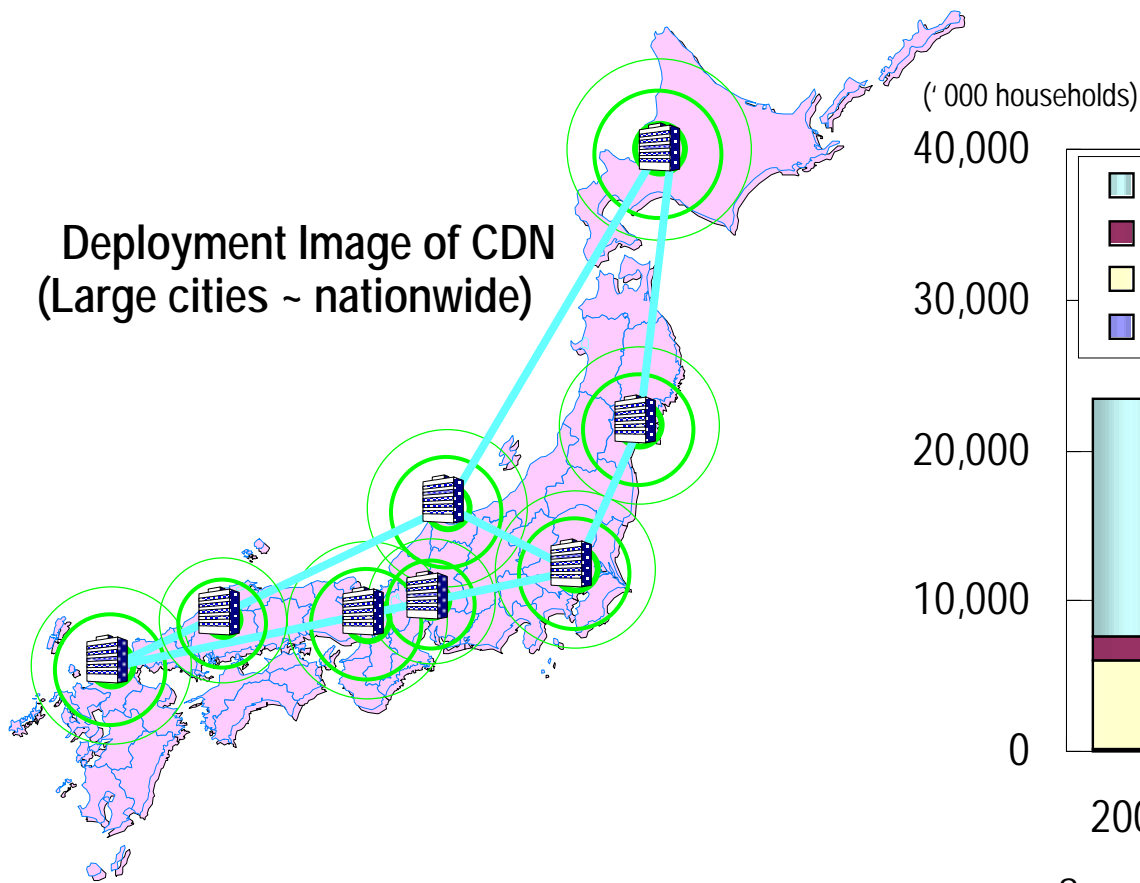 Deployment Image of CDN
(Large cities ~ nationwide)
(‘ 000 households)
40,000
30,000
20,000
10,000
0